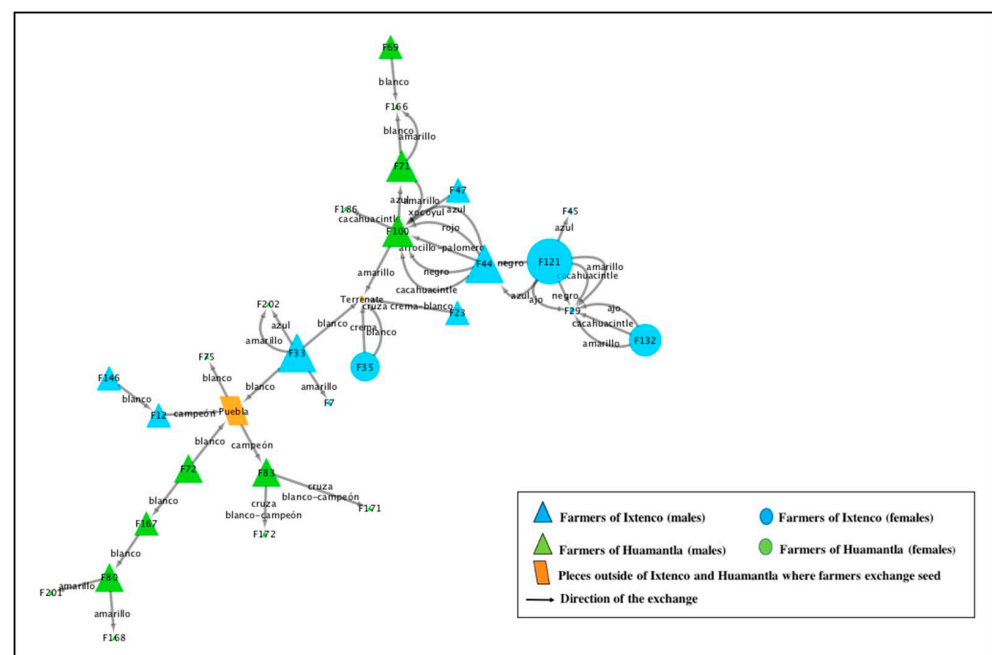 F69
blanco
F166
blanco
amarillo
F71
F47
azul
amarillo
azul
F186
xocoyul
cacahuacintle
rojo
F45
F100
azul
arrocillo-palomero
F44
negro
F121
amarillo
cacahuacintle
negro
amarillo
negro
azul
ajo
cacahuacintle
Terrenate
F29
ajo
cruza crema-blanco
F202
F23
cacahuacintle
azul
blanco
crema
blanco
F132
amarillo
amarillo
F33
F35
F75
F146
blanco
blanco
amarillo
F7
blanco
F12
campeón
Puebla
blanco
campeón
F72
F83
cruza
blanco-campeón
blanco
F171
cruza
blanco-campeón
F167
F172
blanco
F80
amarillo
F201
amarillo
F168
Farmers of Ixtenco (males)
Farmers of Ixtenco (females)
Farmers of Huamantla (males)
Farmers of Huamantla (females)
Pleces outside of Ixtenco and Huamantla where farmers exchange seed
Direction of the exchange